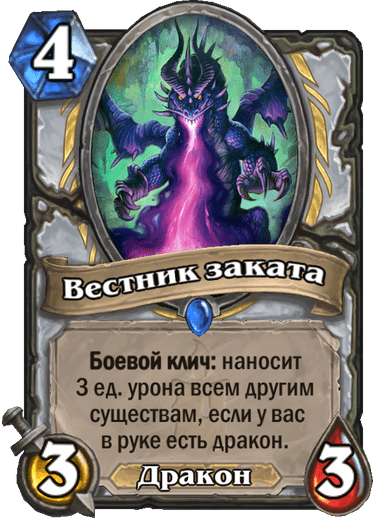 4
Вестник заката
Боевой клич: наносит
3 ед. урона всем другим
существам, если у вас
в руке есть дракон.
3
Дракон
3